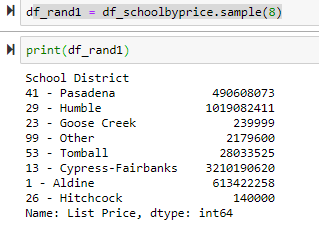 df_rand1 = df_schoolbyprice.sample(8)
print(df_rand1)
School District
41 - Pasadena 490608073
29 - Humble 1019082411
23 - Goose Creek 239999
99 - Other 2179600
53 - Tomball 28033525
13 - Cypress-Fairbanks 3210190620
1 - Aldine 613422258
26 - Hitchcock 140000
Name: List Price, dtype: int64